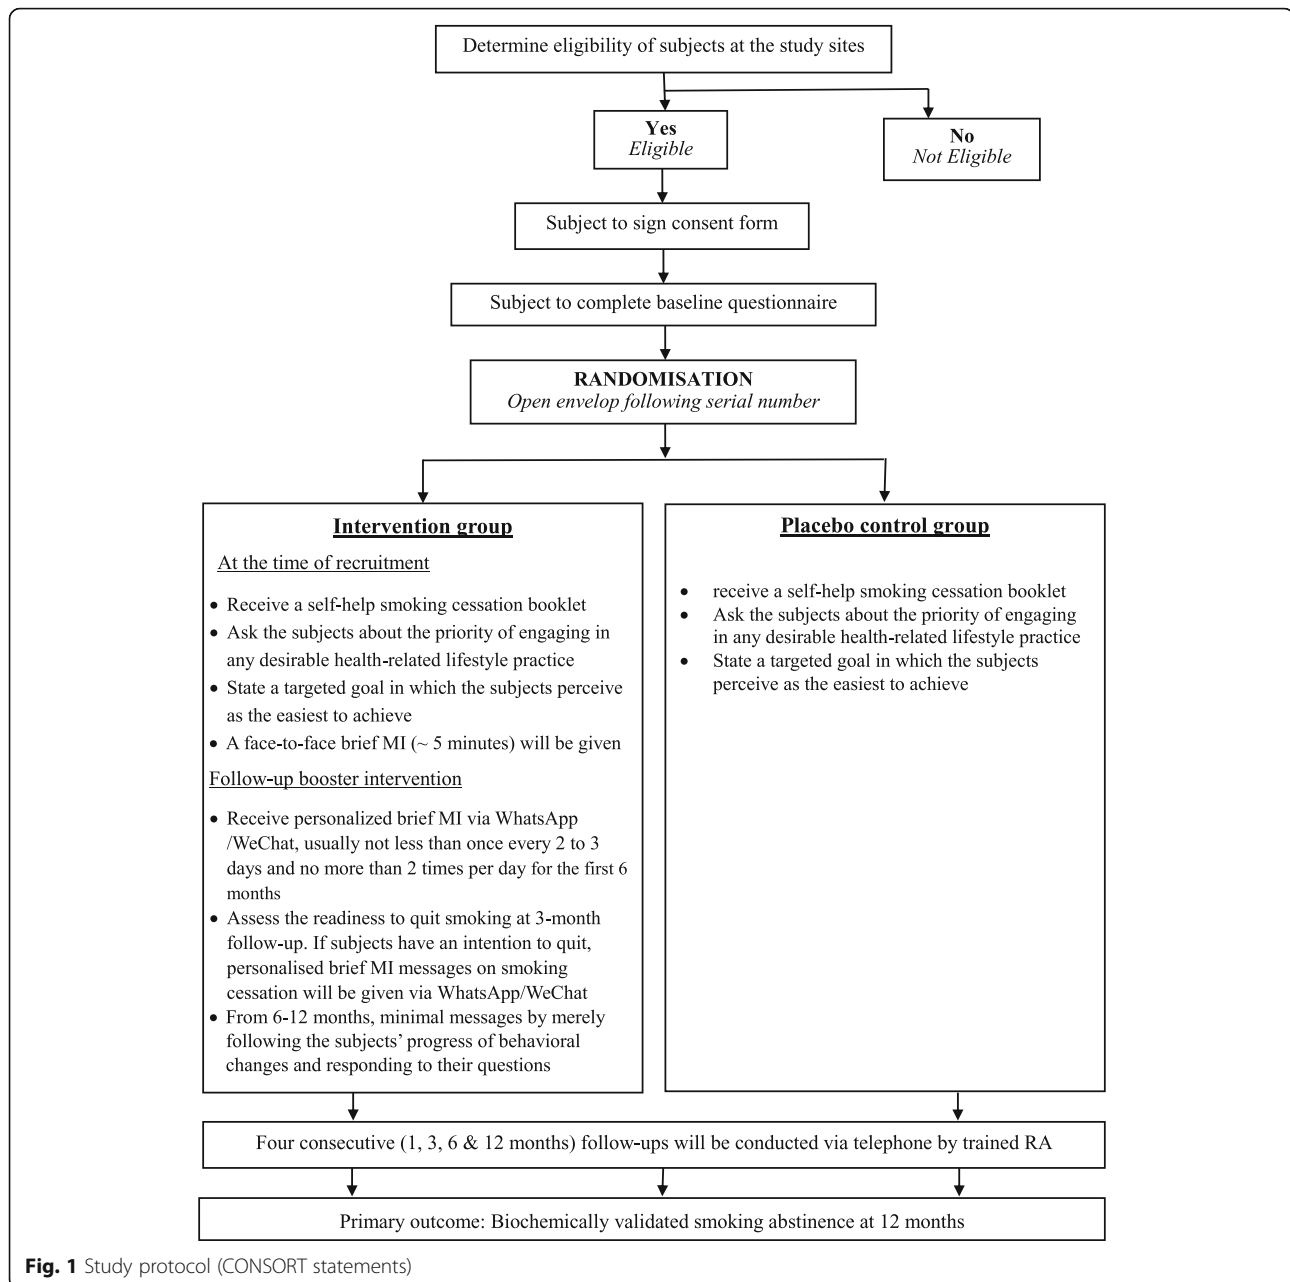 Determine eligibility of subjects at the study sites
Yes
Eligible
No
Not Eligible
Subject to sign consent form
Subject to complete baseline questionnaire
RANDOMISATION
Open envelop following serial number
Intervention group
At the time of recruitment
• Receive a self-help smoking cessation booklet
• Ask the subjects about the priority of engaging in
any desirable health-related lifestyle practice
• State a targeted goal in which the subjects perceive
as the easiest to achieve
• A face-to-face brief MI (~ 5 minutes) will be given
Follow-up booster intervention
• Receive personalized brief MI via WhatsApp
/WeChat, usually not less than once every 2 to 3
days and no more than 2 times per day for the first 6
months
• Assess the readiness to quit smoking at 3-month
follow-up. If subjects have an intention to quit,
personalised brief MI messages on smoking
cessation will be given via WhatsApp/WeChat
• From 6-12 months, minimal messages by merely
following the subjects' progress of behavioral
changes and responding to their questions
Placebo control group
• receive a self-help smoking cessation booklet
• Ask the subjects about the priority of engaging
in any desirable health-related lifestyle practice
• State a targeted goal in which the subjects
perceive as the easiest to achieve
Four consecutive (1, 3, 6 & 12 months) follow-ups will be conducted via telephone by trained RA
Primary outcome: Biochemically validated smoking abstinence at 12 months
Fig. 1 Study protocol (CONSORT statements)